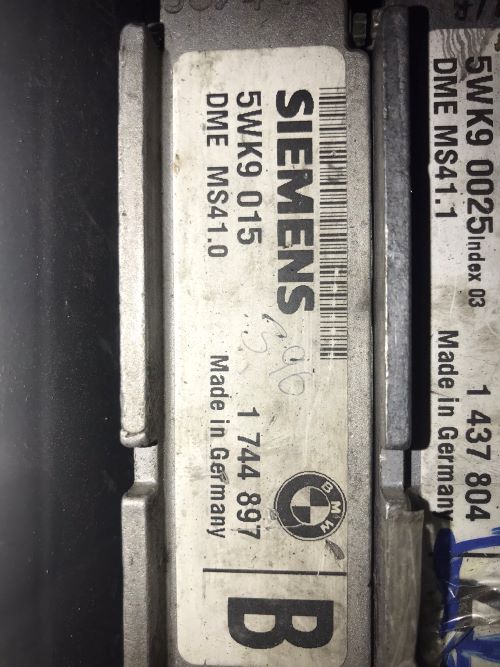 SIEMENS
5WK9 015
1 744 897
DME MS41.0
Made in Germany
BMW
B
5WK9 0025 Index 03
1 437 804
DME MS41.1
Made in Germany